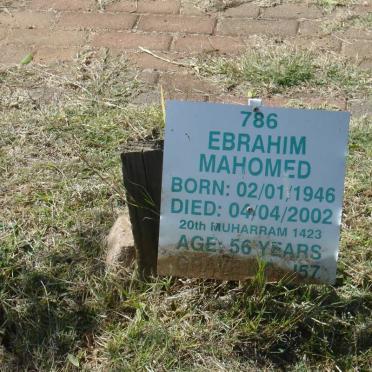 786
EBRAHIM
MAHOMED
BORN: 02/01/1946
DIED: 04/04/2002
20th MUHARRAM 1423
AGE: 56 YEARS